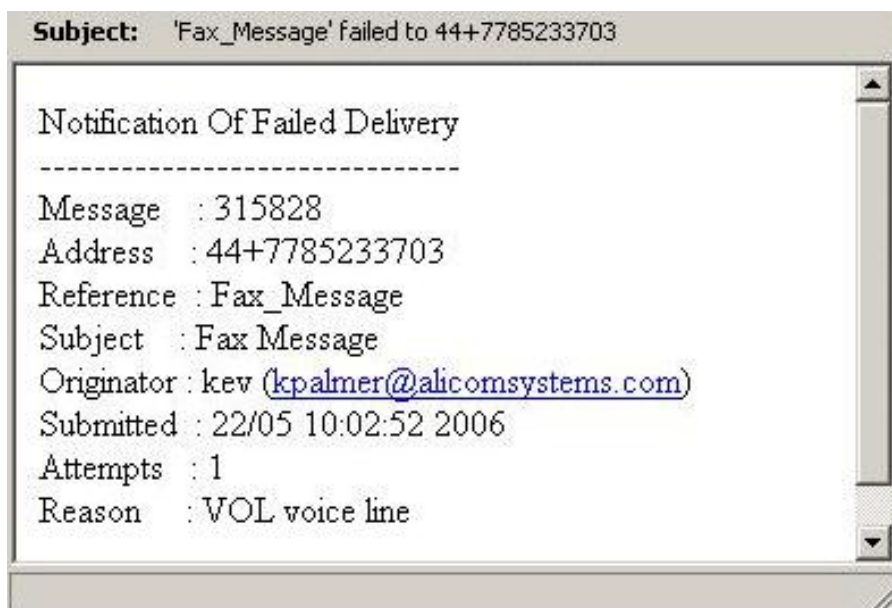 Subject: 'Fax_Message' failed to 44+7785233703
Notification Of Failed Delivery
-------------------------------
Message : 315828
Address : 44+7785233703
Reference : Fax_Message
Subject : Fax Message
Originator : kev (kpalmer@alicomsystems.com)
Submitted : 22/05 10:02:52 2006
Attempts : 1
Reason : VOL voice line